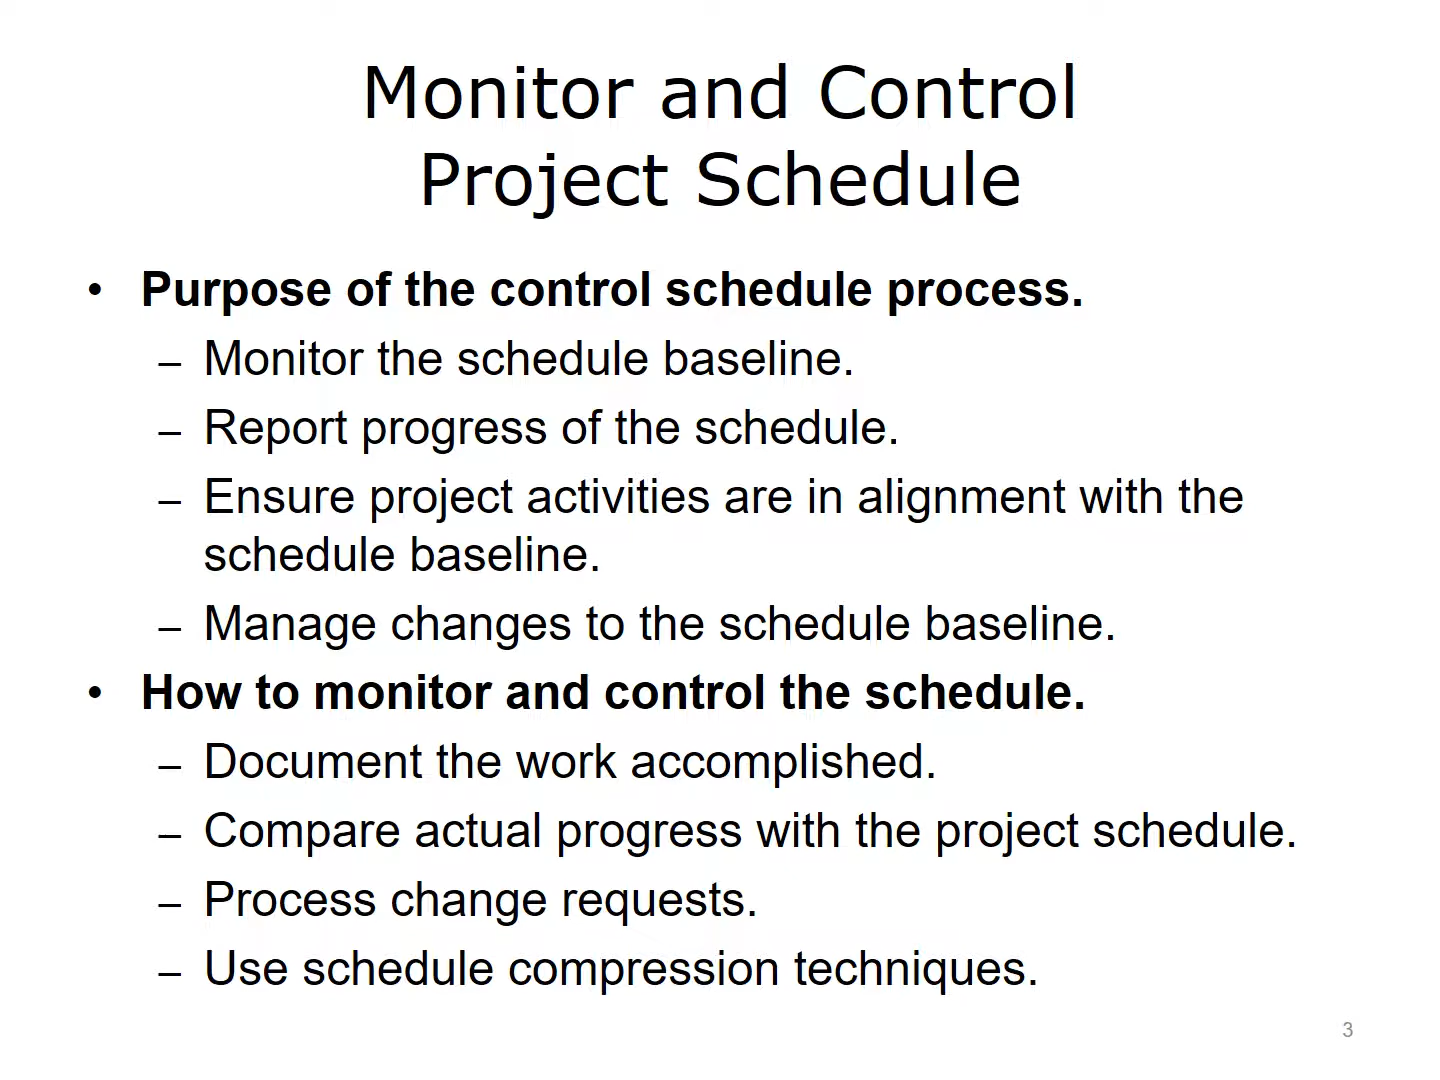 Monitor and Control
Project Schedule
• Purpose of the control schedule process.
– Monitor the schedule baseline.
– Report progress of the schedule.
– Ensure project activities are in alignment with the
schedule baseline.
– Manage changes to the schedule baseline.
• How to monitor and control the schedule.
– Document the work accomplished.
– Compare actual progress with the project schedule.
– Process change requests.
– Use schedule compression techniques.
3